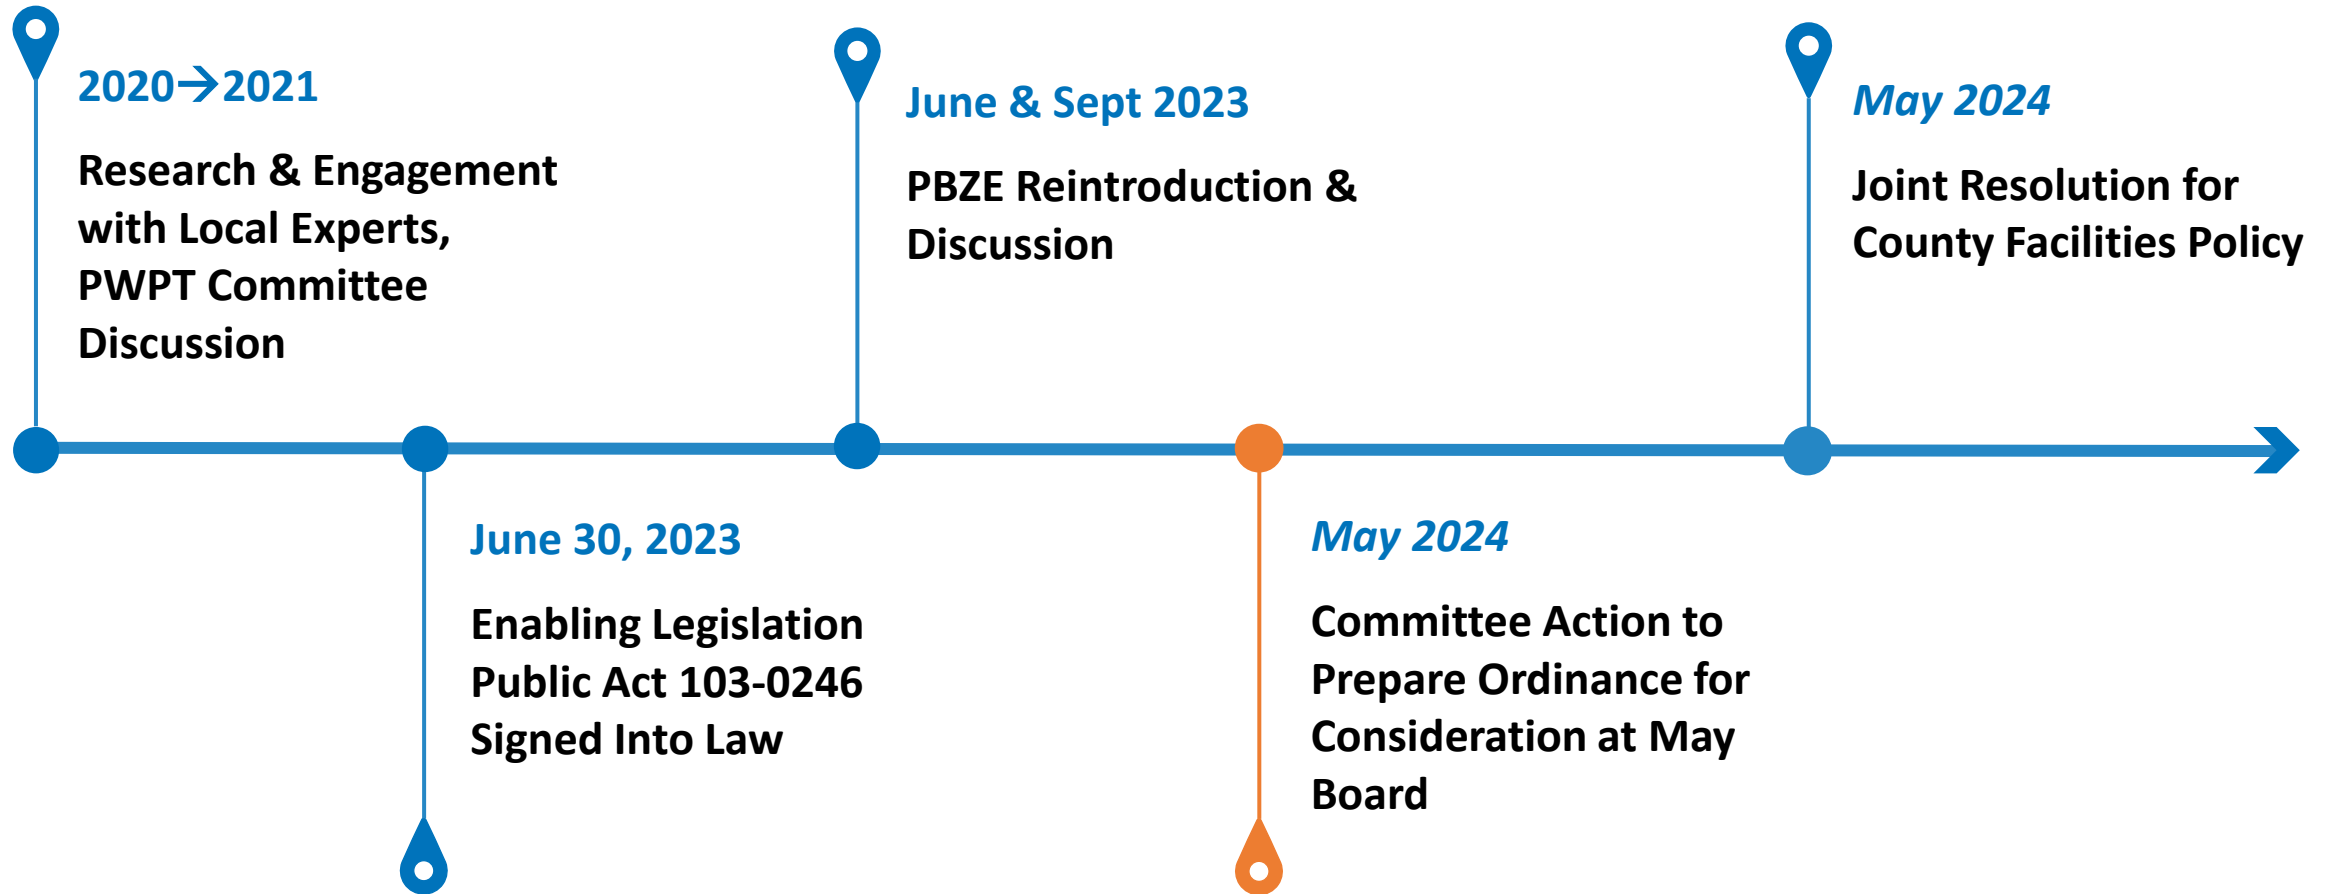 2020→2021
Research & Engagement
with Local Experts,
PWPT Committee
Discussion
June 30, 2023
Enabling Legislation
Public Act 103-0246
Signed Into Law
June & Sept 2023
PBZE Reintroduction &
Discussion
May 2024
Committee Action to
Prepare Ordinance for
Consideration at May
Board
May 2024
Joint Resolution for
County Facilities Policy